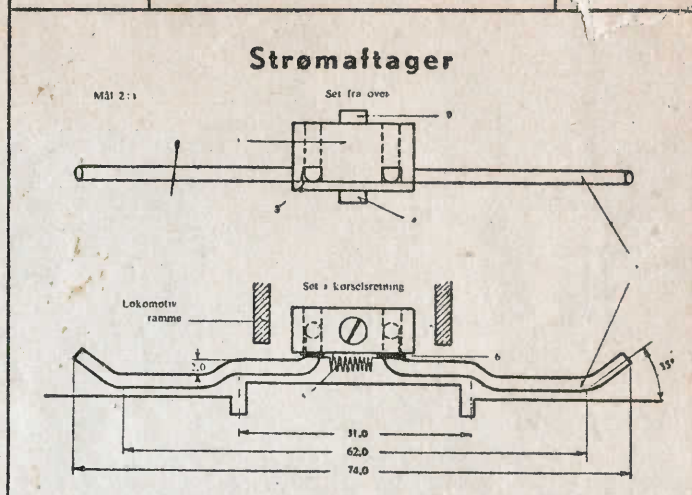 Strømaftager
Mål 2:1
Set fra oven
Set i kørselsretning
Lokomotiv
ramme
6
2,0
35°
31,0
62,0
74,0